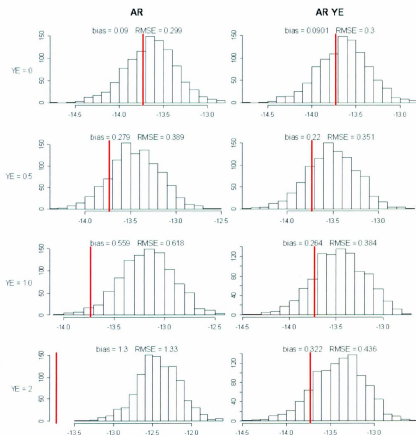 AR AR YE
bias = 0.09 RMSE = 0.299 bias = 0.0901 RMSE = 0.3
YE = 0
150
100
50
0
-14.5 -14.0 -13.5 -13.0
150
100
50
0
-14.5 -14.0 -13.5 -13.0
bias = 0.279 RMSE = 0.389 bias = 0.22 RMSE = 0.351
YE = 0.5
150
100
50
0
-14.0 -13.5 -13.0 -12.5
150
100
50
0
-14.5 -14.0 -13.5 -13.0
bias = 0.559 RMSE = 0.618 bias = 0.264 RMSE = 0.384
YE = 1.0
150
100
50
0
-14.0 -13.5 -13.0 -12.5
120
80
40
0
-14.5 -14.0 -13.5 -13.0
bias = 1.3 RMSE = 1.33 bias = 0.322 RMSE = 0.436
YE = 2
150
100
50
0
-13.5 -13.0 -12.5 -12.0
120
80
40
0
-14.5 -14.0 -13.5 -13.0